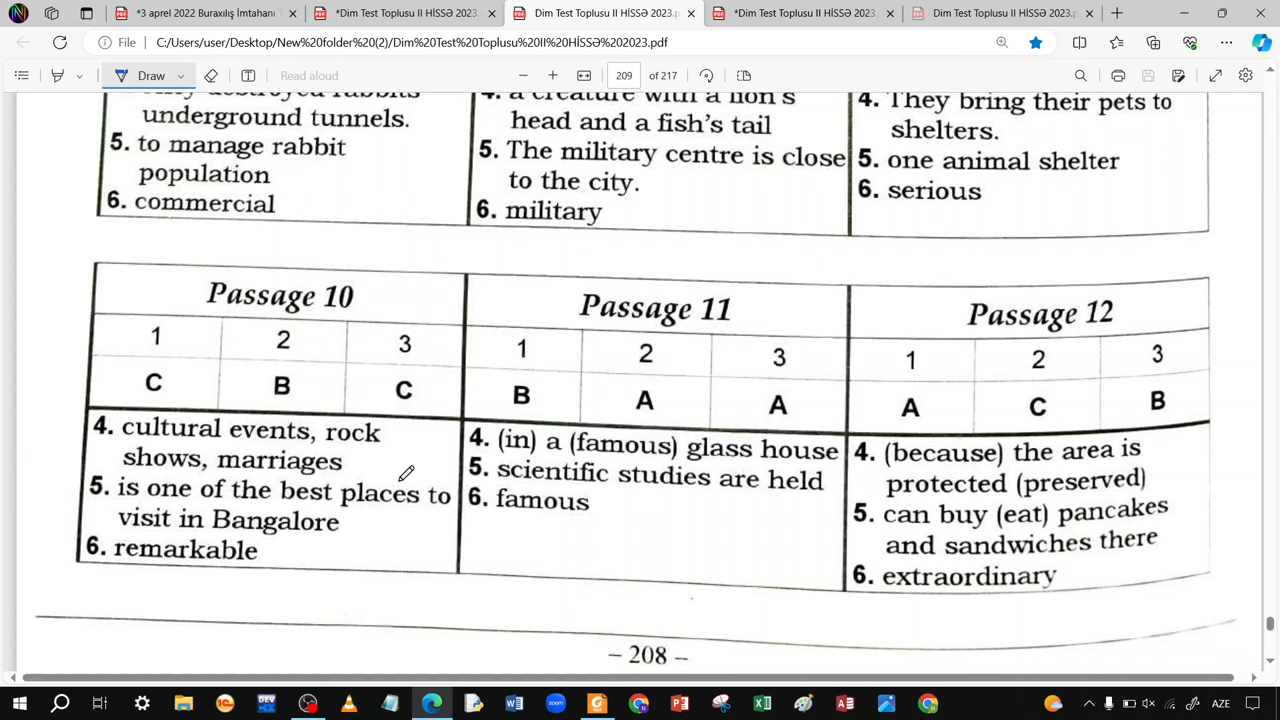 *3 aprel 2022 Buraxılış İmtahanı
*Dim Test Toplusu II HİSSƏ 2023.
Dim Test Toplusu II HİSSƏ 2023.p
*Dim Test Toplusu II HİSSƏ 2023.
Dim Test Toplusu II HİSSƏ 2023.p
File
C:/Users/user/Desktop/New%20folder%20(2)/Dim%20Test%20Toplusu%20II%20HİSSƏ%202023.pdf
Draw
Read aloud
209 of 217
underground tunnels.
5. to manage rabbit
population
6. commercial
4. a creature with a lion's
head and a fish's tail
5. The military centre is close
to the city.
6. military
4. They bring their pets to
shelters.
5. one animal shelter
6. serious
Passage 10
1 2 3
C B C
4. cultural events, rock
shows, marriages
5. is one of the best places to
visit in Bangalore
6. remarkable
Passage 11
1 2 3
B A A
4. (in) a (famous) glass house
5. scientific studies are held
6. famous
Passage 12
1 2 3
A C B
4. (because) the area is
protected (preserved)
5. can buy (eat) pancakes
and sandwiches there
6. extraordinary
– 208 –
AZE